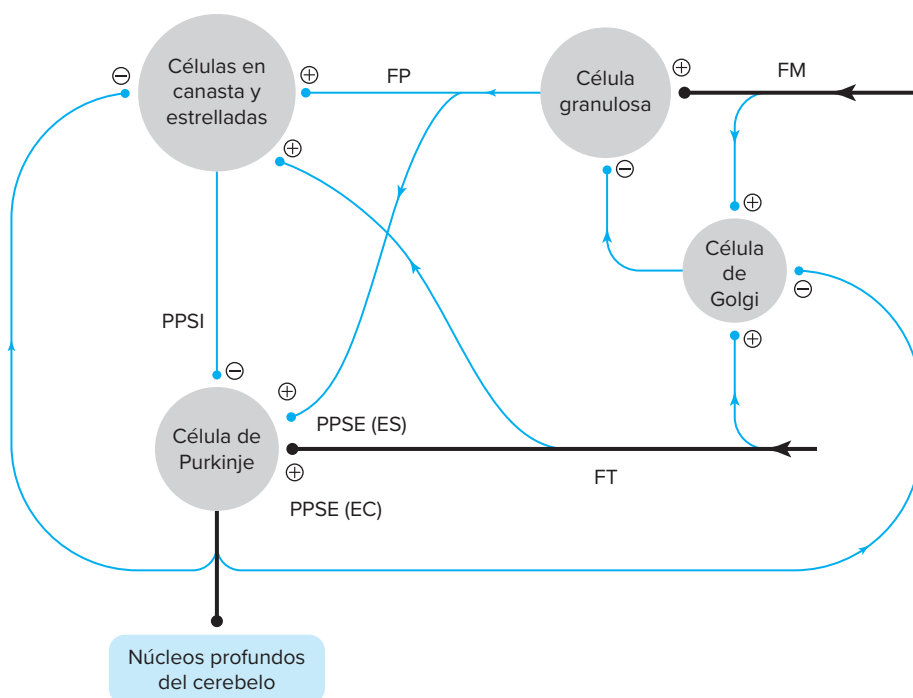 Células en
canasta y
estrelladas
−
+
FP
Célula
granulosa
+
FM
+
−
+
Célula
de
Golgi
−
+
PPSI
−
+
Célula de
Purkinje
PPSE (ES)
+
FT
PPSE (EC)
Núcleos profundos
del cerebelo